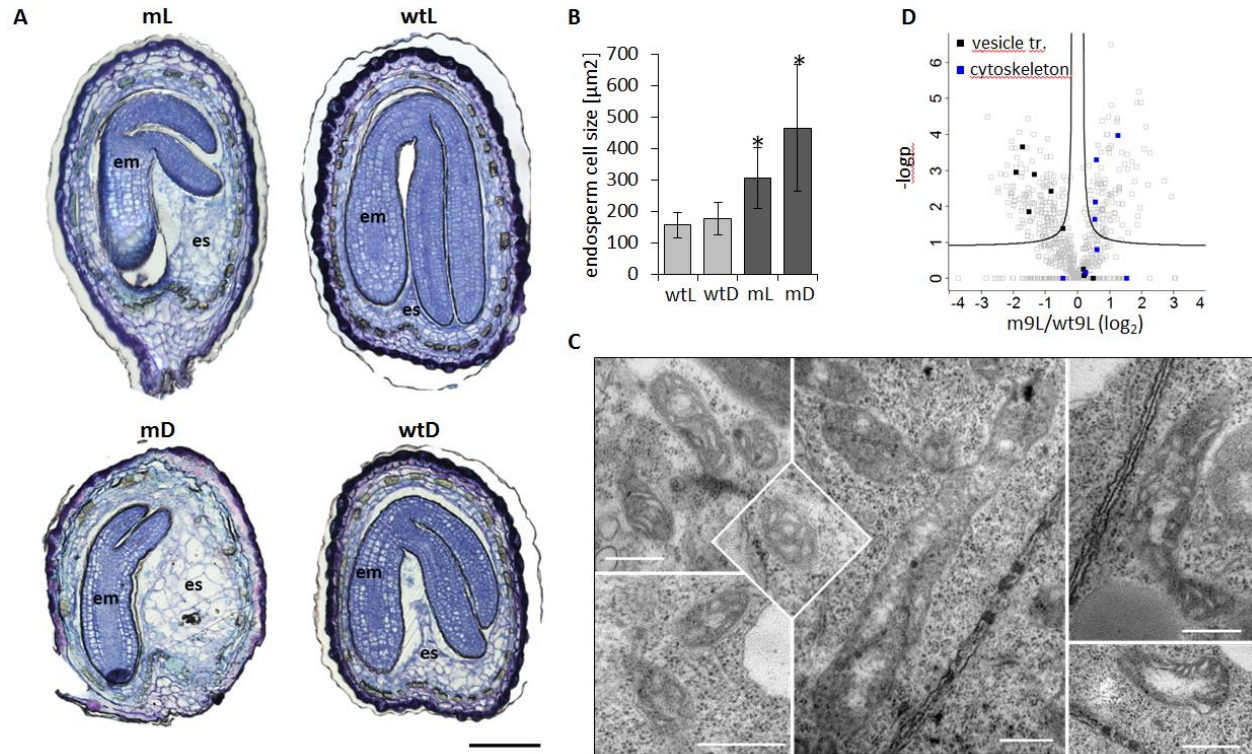 A
mL
wtL
em
es
em
es
mD
wtD
em
es
em
es
B
endosperm cell size [µm2]
700
600
500
400
300
200
100
0
*
*
wtL wtD mL mD
D
vesicle tr.
cytoskeleton
-logp
6
5
4
3
2
1
0
-4 -3 -2 -1 0 1 2 3 4
m9L/wt9L (log2)
C